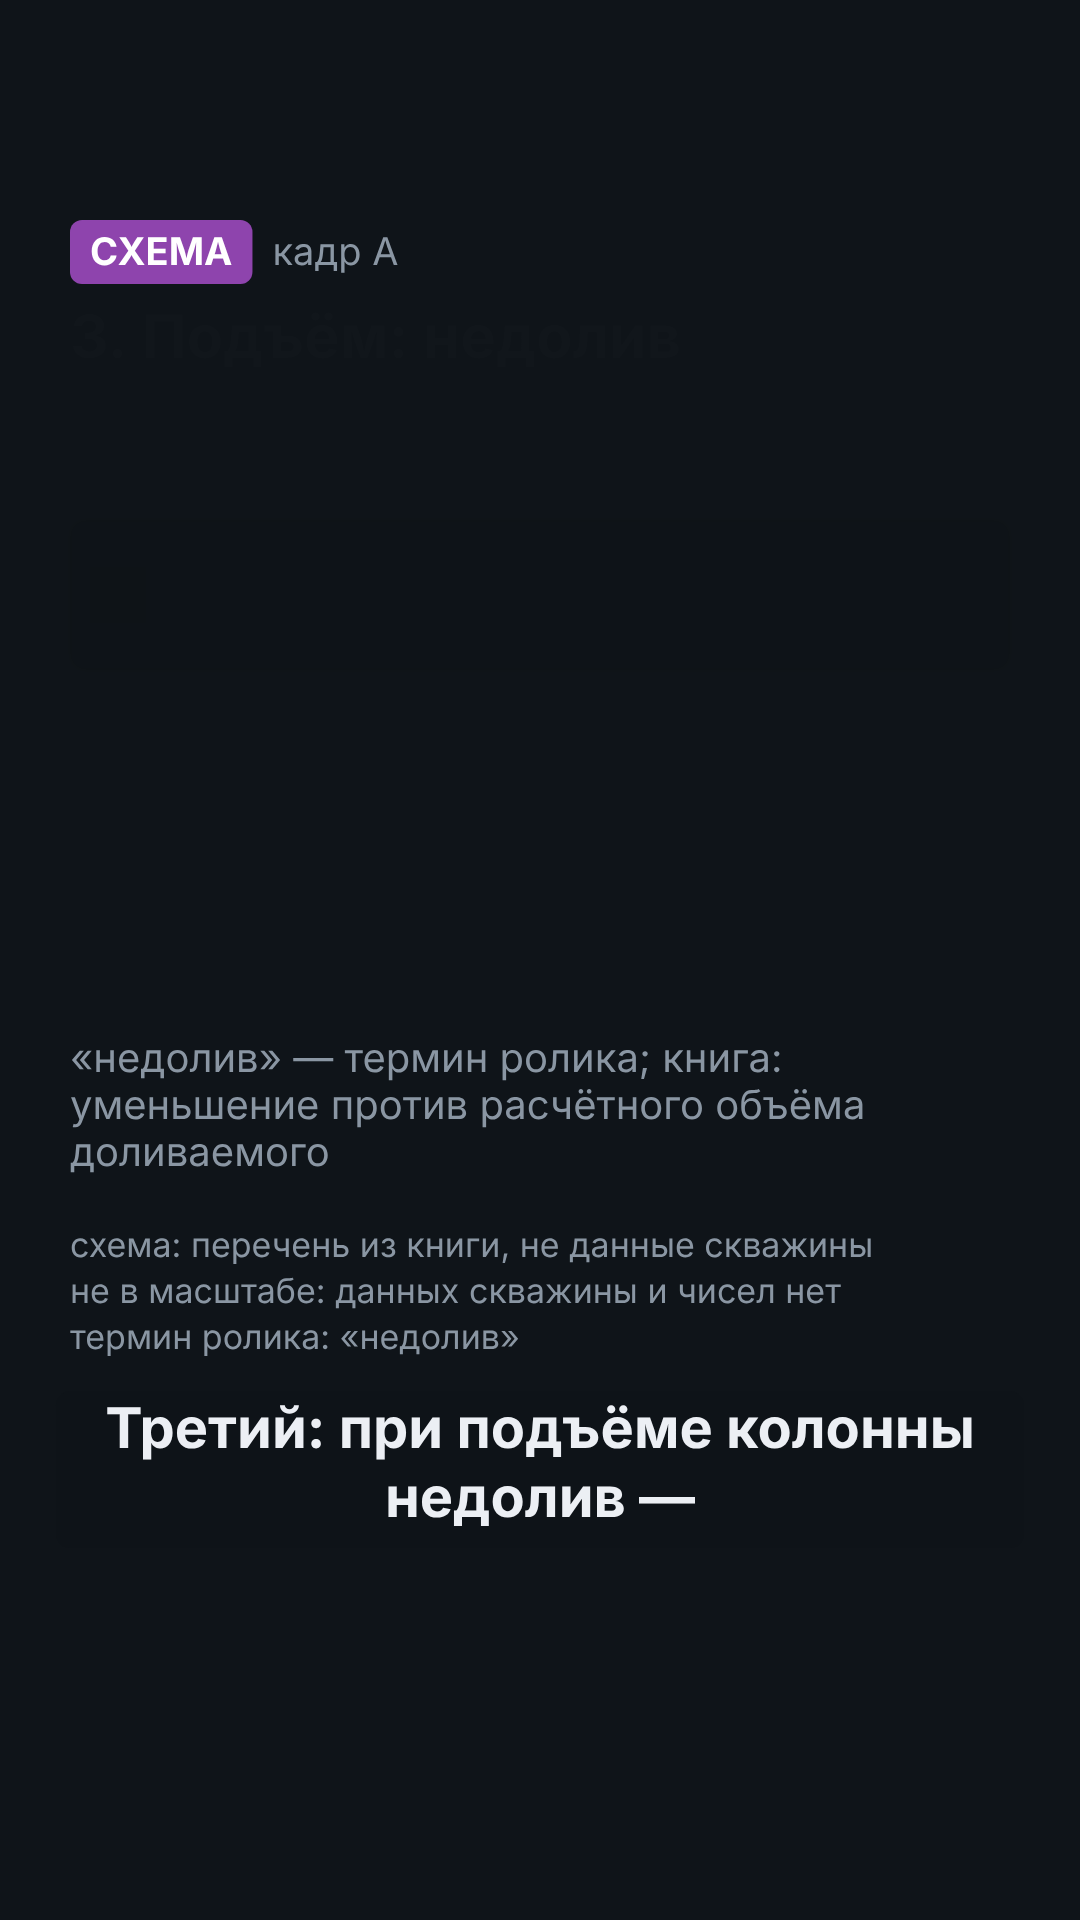 СХЕМА кадр А
3. Подъём: недолив
«недолив» — термин ролика; книга:
уменьшение против расчётного объёма
доливаемого
схема: перечень из книги, не данные скважины
не в масштабе: данных скважины и чисел нет
термин ролика: «недолив»
Третий: при подъёме колонны
недолив —